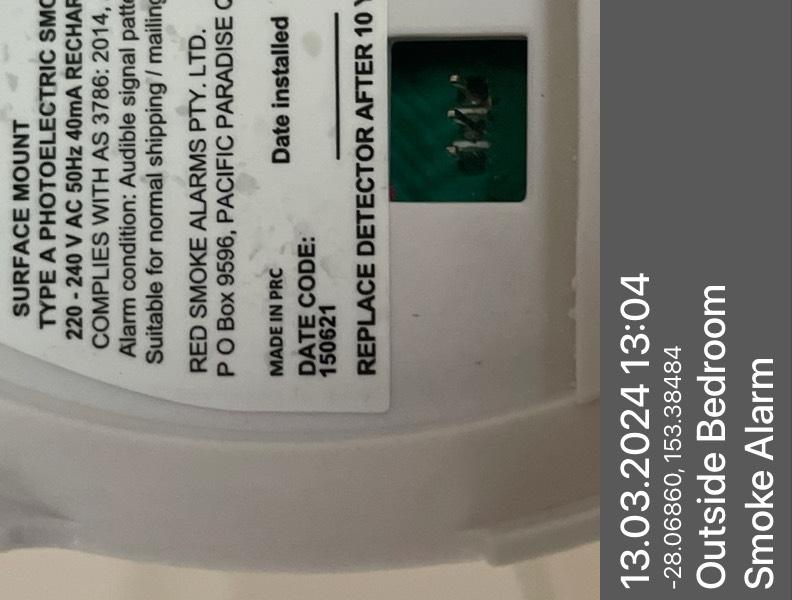 SURFACE MOUNT
TYPE A PHOTOELECTRIC
220 - 240 V AC 50Hz 40mA
COMPLIES WITH AS 3786: 2014,
Alarm condition: Audible signal
Suitable for normal shipping / mailing
RED SMOKE ALARMS PTY. LTD.
P O Box 9596, PACIFIC PARADISE
MADE IN PRC
Date installed
DATE CODE:
150621
REPLACE DETECTOR AFTER 10
13.03.2024 13:04
-28.06860, 153.38484
Outside Bedroom
Smoke Alarm